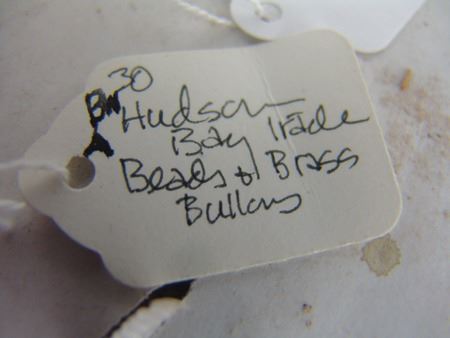 30
BW
A
Hudson
Bay Trade
Beads & Brass
Buttons